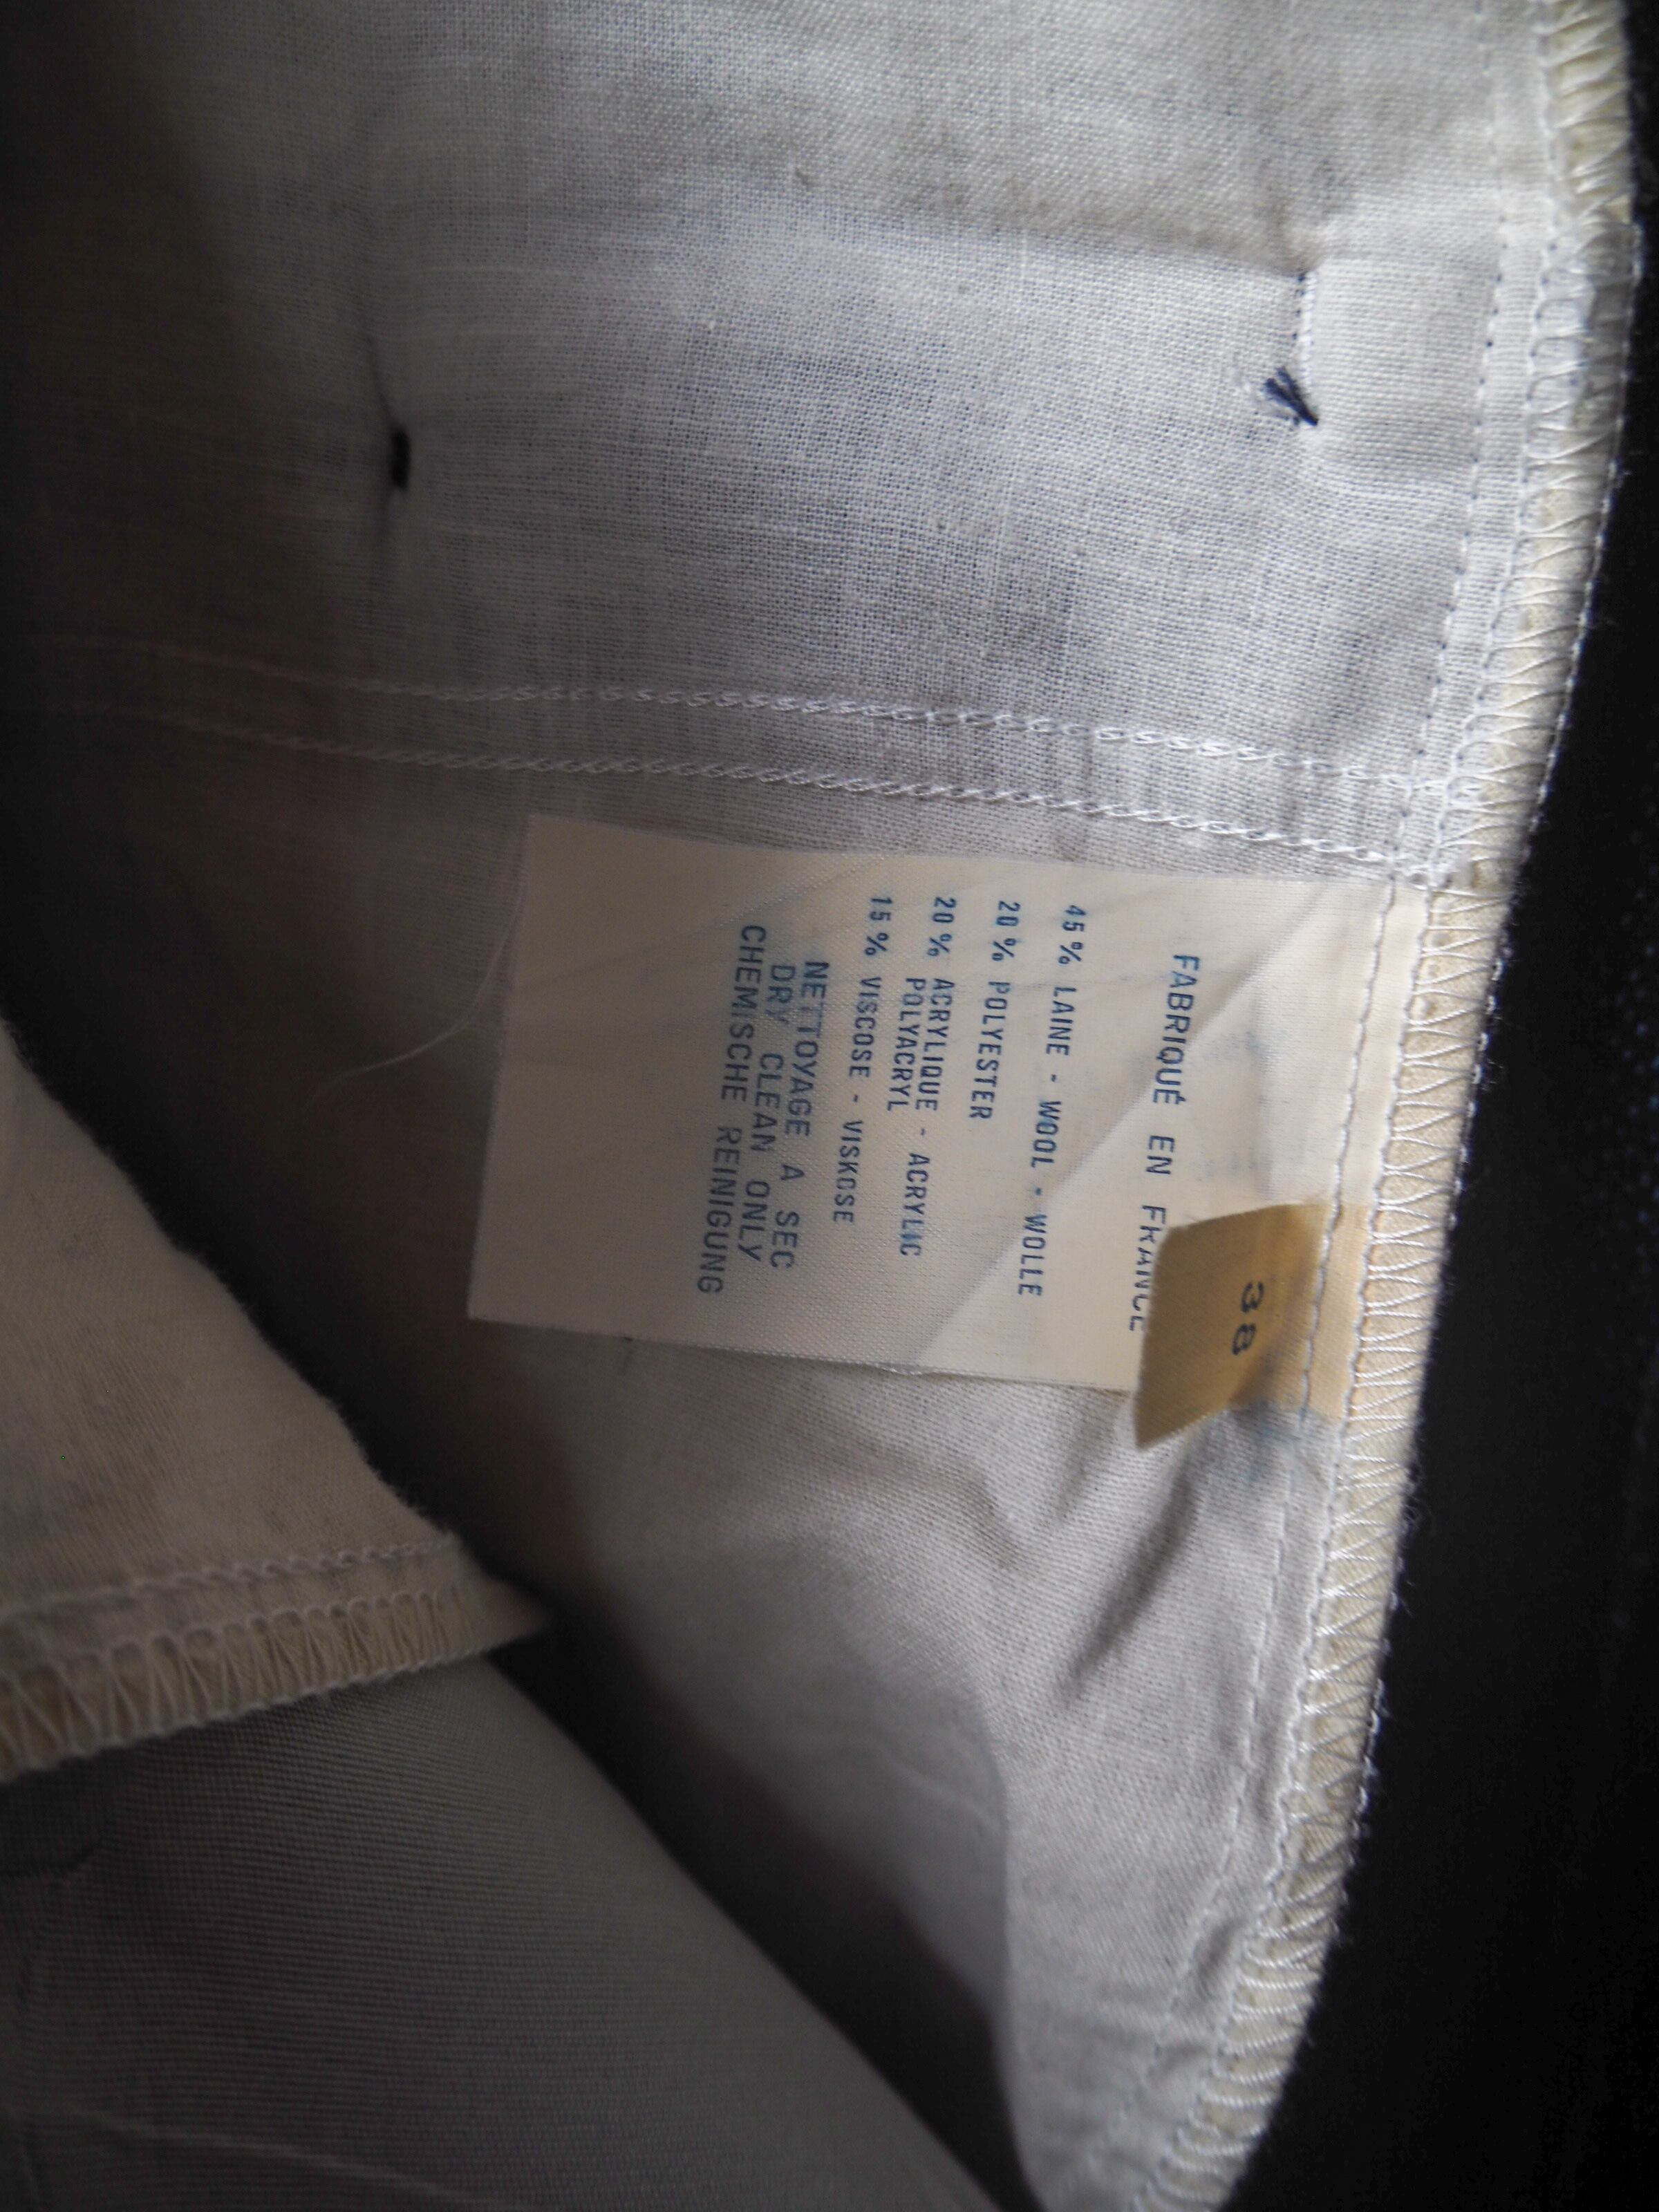 FABRIQUÉ EN FRANCE
38
45% LAINE - WOOL - WOLLE
20% POLYESTER
20% ACRYLIQUE - ACRYLIC
POLYACRYL
15% VISCOSE - VISKOSE
NETTOYAGE A SEC
DRY CLEAN ONLY
CHEMISCHE REINIGUNG